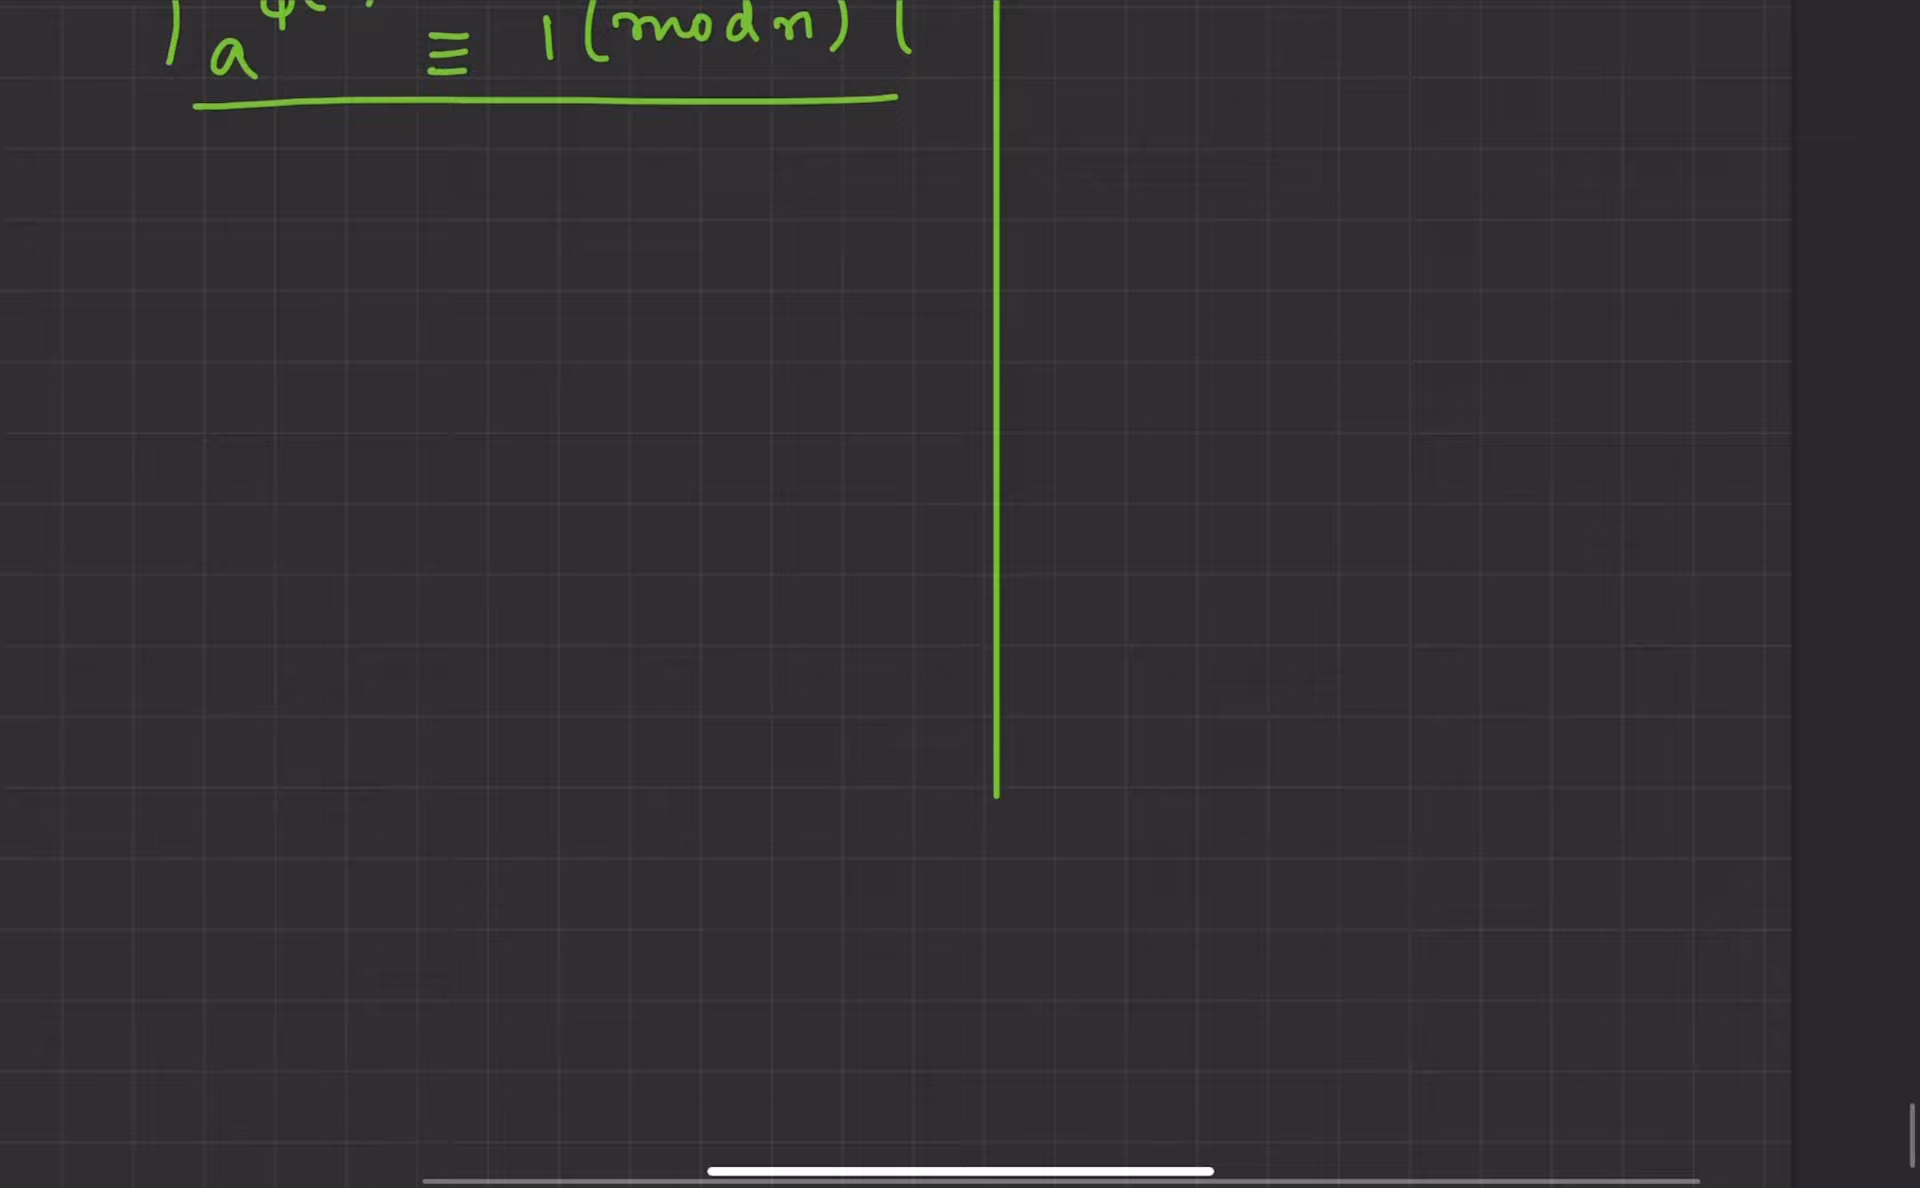 a^φ( ) ≡ 1 (mod n)